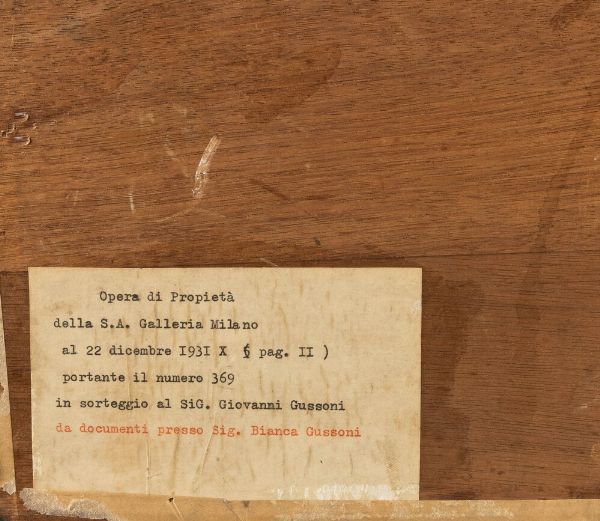 Opera di Propietà
della S.A. Galleria Milano
al 22 dicembre I93I X ( pag. II )
portante il numero 369
in sorteggio al SiG. Giovanni Gussoni
da documenti presso Sig. Bianca Gussoni